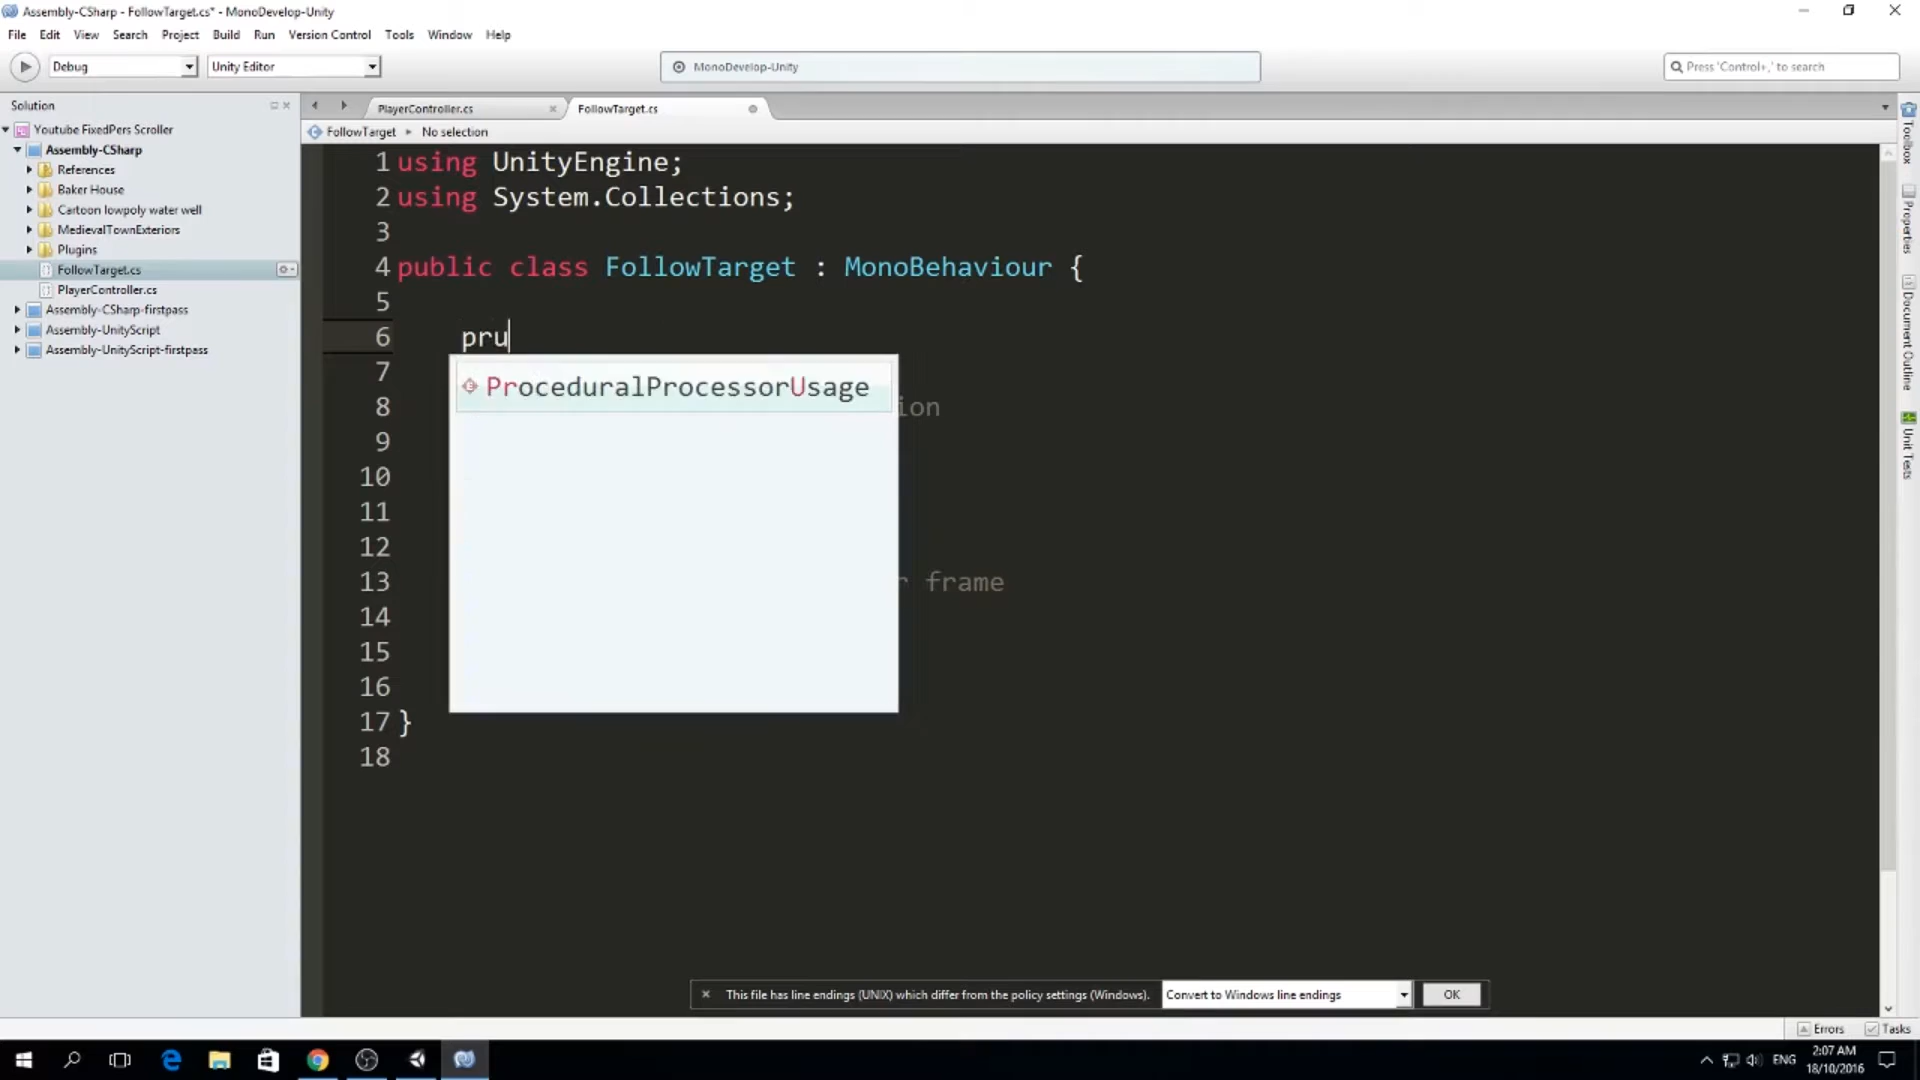 Assembly-CSharp - FollowTarget.cs* - MonoDevelop-Unity
File Edit View Search Project Build Run Version Control Tools Window Help
Debug Unity Editor MonoDevelop-Unity Press 'Control+,' to search
Solution
Youtube FixedPers Scroller
Assembly-CSharp
References
Baker House
Cartoon lowpoly water well
MedievalTownExteriors
Plugins
FollowTarget.cs
PlayerController.cs
Assembly-CSharp-firstpass
Assembly-UnityScript
Assembly-UnityScript-firstpass
PlayerController.cs FollowTarget.cs
FollowTarget No selection
1 using UnityEngine;
2 using System.Collections;
3
4 public class FollowTarget : MonoBehaviour {
5
6 pru
ProceduralProcessorUsage
7
8 ion
9
10
11
12
13 r frame
14
15
16
17 }
18
Toolbox
Properties
Document Outline
Unit Tests
This file has line endings (UNIX) which differ from the policy settings (Windows). Convert to Windows line endings OK
Errors Tasks
ENG 2:07 AM
18/10/2016